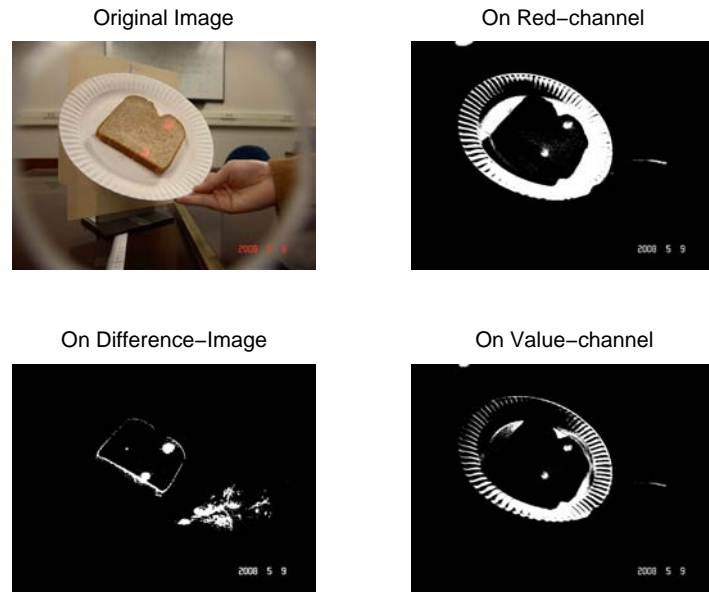 Original Image
On Red−channel
2008 5 9
2008 5 9
On Difference−Image
On Value−channel
2008 5 9
2008 5 9